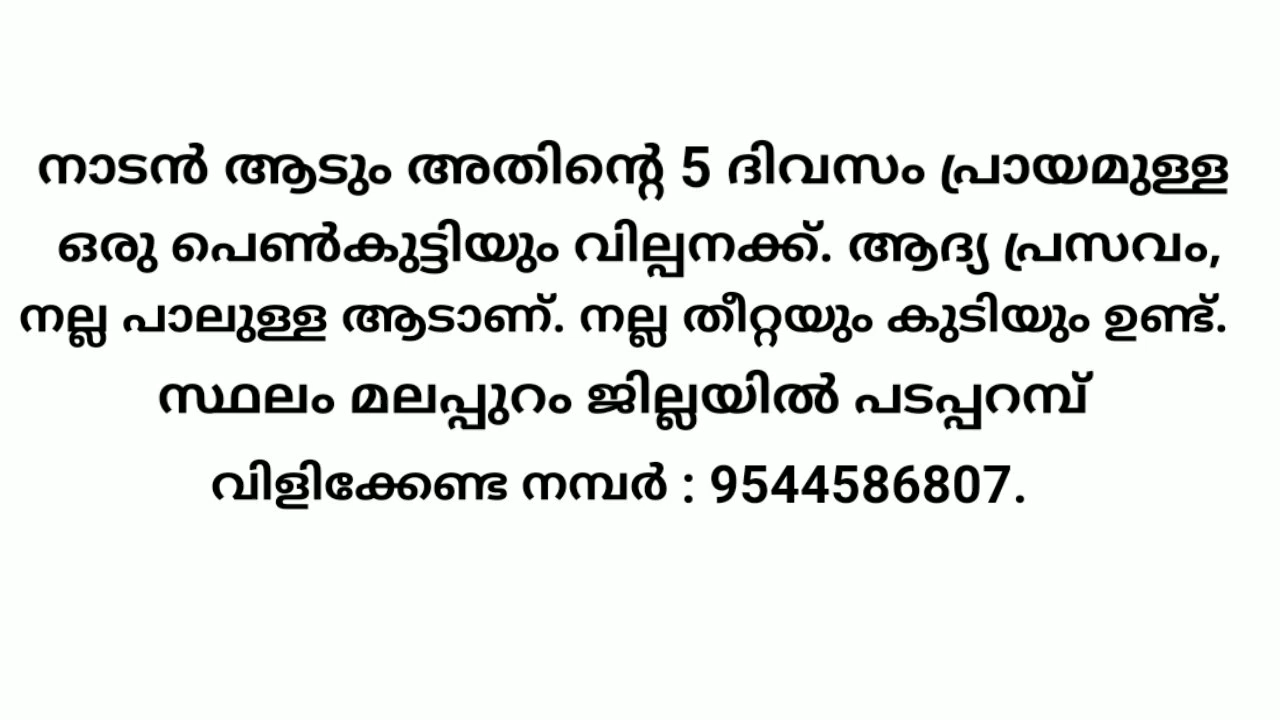 നാടൻ ആടും അതിന്റെ 5 ദിവസം പ്രായമുള്ള
ഒരു പെൺകുട്ടിയും വില്പനക്ക്. ആദ്യ പ്രസവം,
നല്ല പാലുള്ള ആടാണ്. നല്ല തീറ്റയും കുടിയും ഉണ്ട്.
സ്ഥലം മലപ്പുറം ജില്ലയിൽ പടപ്പറമ്പ്
വിളിക്കേണ്ട നമ്പർ : 9544586807.